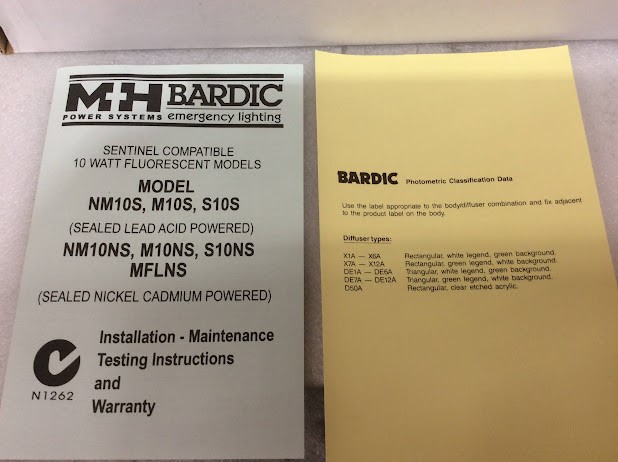 M+H BARDIC
POWER SYSTEMS emergency lighting
SENTINEL COMPATIBLE
10 WATT FLUORESCENT MODELS
MODEL
NM10S, M10S, S10S
(SEALED LEAD ACID POWERED)
NM10NS, M10NS, S10NS
MFLNS
(SEALED NICKEL CADMIUM POWERED)
Installation - Maintenance
Testing Instructions
and
Warranty
N1262
BARDIC Photometric Classification Data
Use the label appropriate to the body/diffuser combination and fix adjacent
to the product label on the body.
Diffuser types:
X1A — X6A Rectangular, white legend, green background.
X7A — X12A Rectangular, green legend, white background.
DE1A — DE6A Triangular, white legend, green background.
DE7A — DE12A Triangular, green legend, white background.
D50A Rectangular, clear etched acrylic.